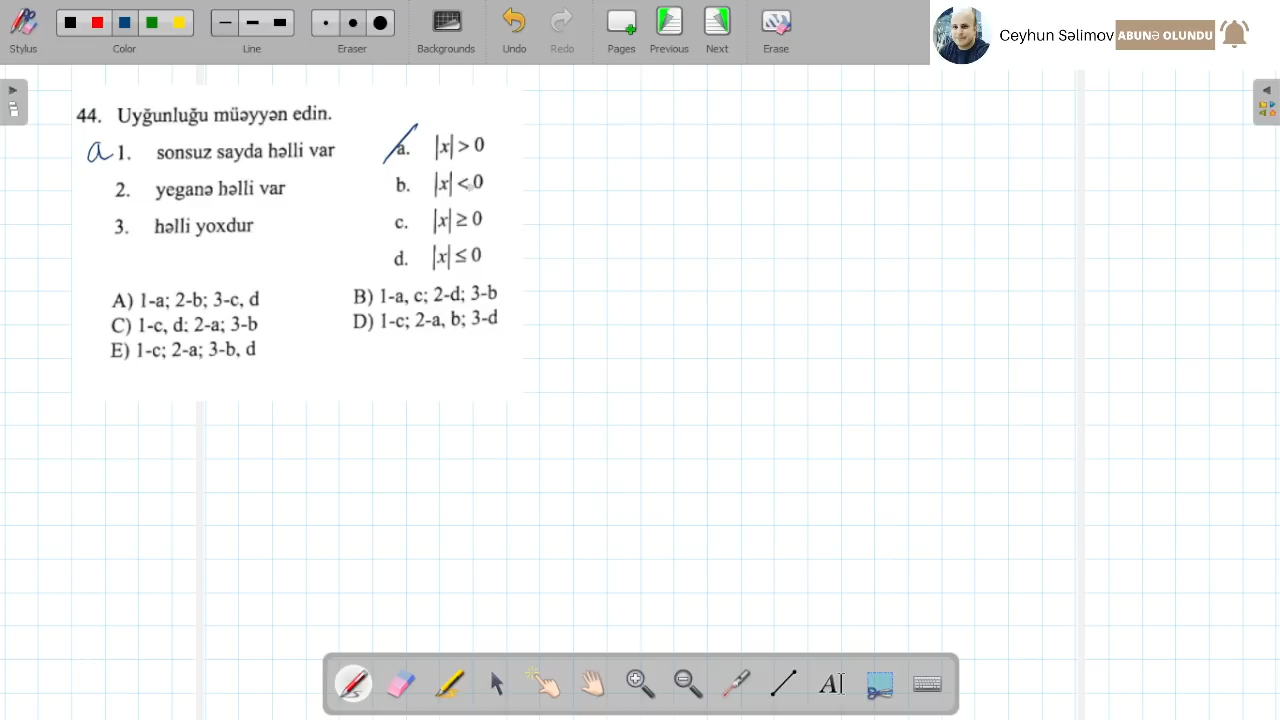 Stylus
Color
Line
Eraser
Backgrounds
Undo
Redo
Pages
Previous
Next
Erase
Ceyhun Səlimov
ABUNƏ OLUNDU
44. Uyğunluğu müəyyən edin.
a 1. sonsuz sayda həlli var
2. yeganə həlli var
3. həlli yoxdur
a. |x| > 0
b. |x| < 0
c. |x| ≥ 0
d. |x| ≤ 0
A) 1-a; 2-b; 3-c, d
B) 1-a, c; 2-d; 3-b
C) 1-c, d; 2-a; 3-b
D) 1-c; 2-a, b; 3-d
E) 1-c; 2-a; 3-b, d